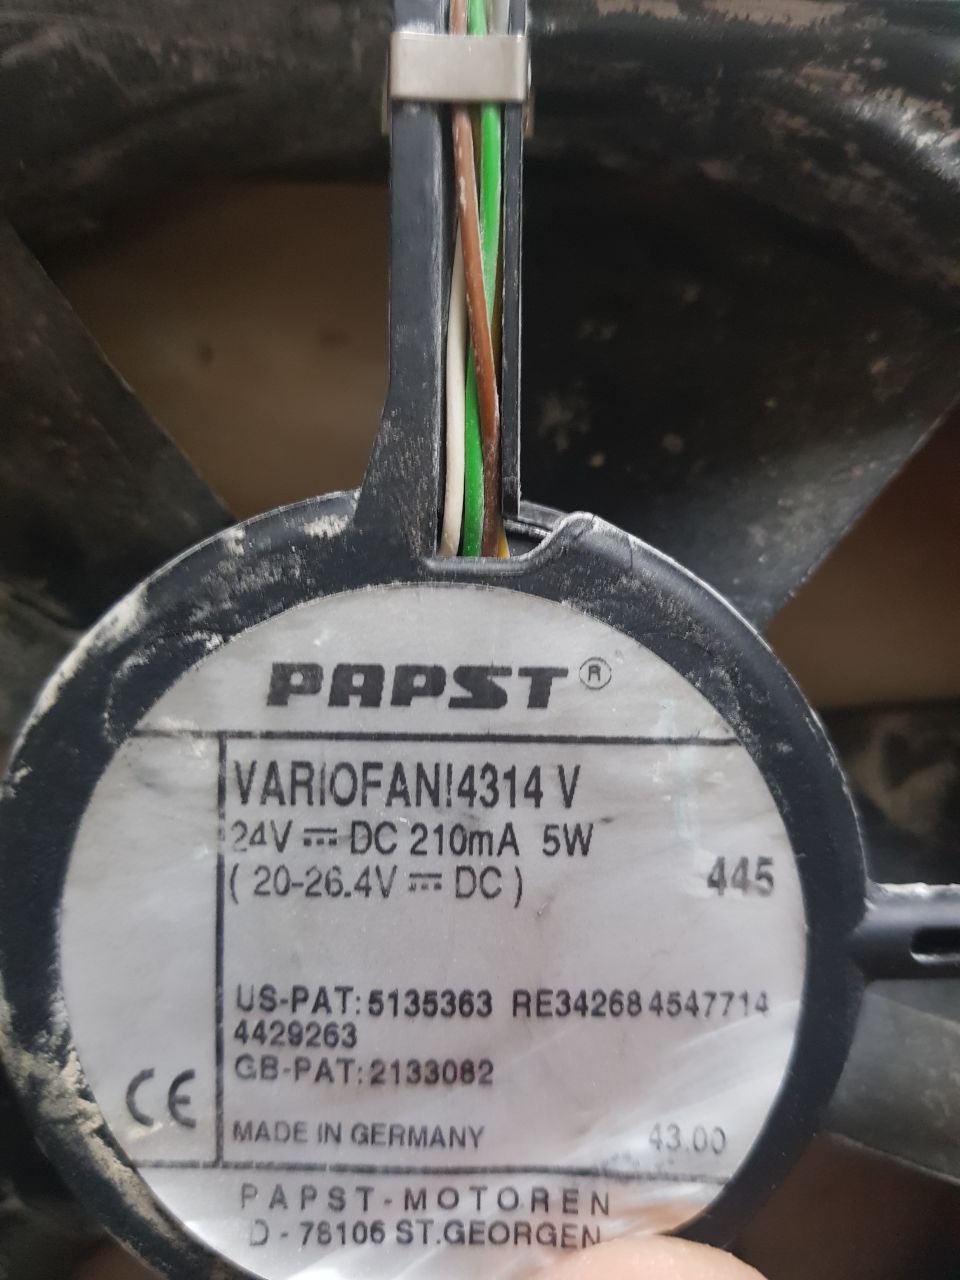 PAPST®
VARIOFAN!4314 V
24V ⎓ DC 210mA 5W
(20-26.4V ⎓ DC)
445
US-PAT:5135363 RE34268 4547714
4429263
GB-PAT:2133082
CE
MADE IN GERMANY 43.00
PAPST-MOTOREN
D-78106 ST.GEORGEN